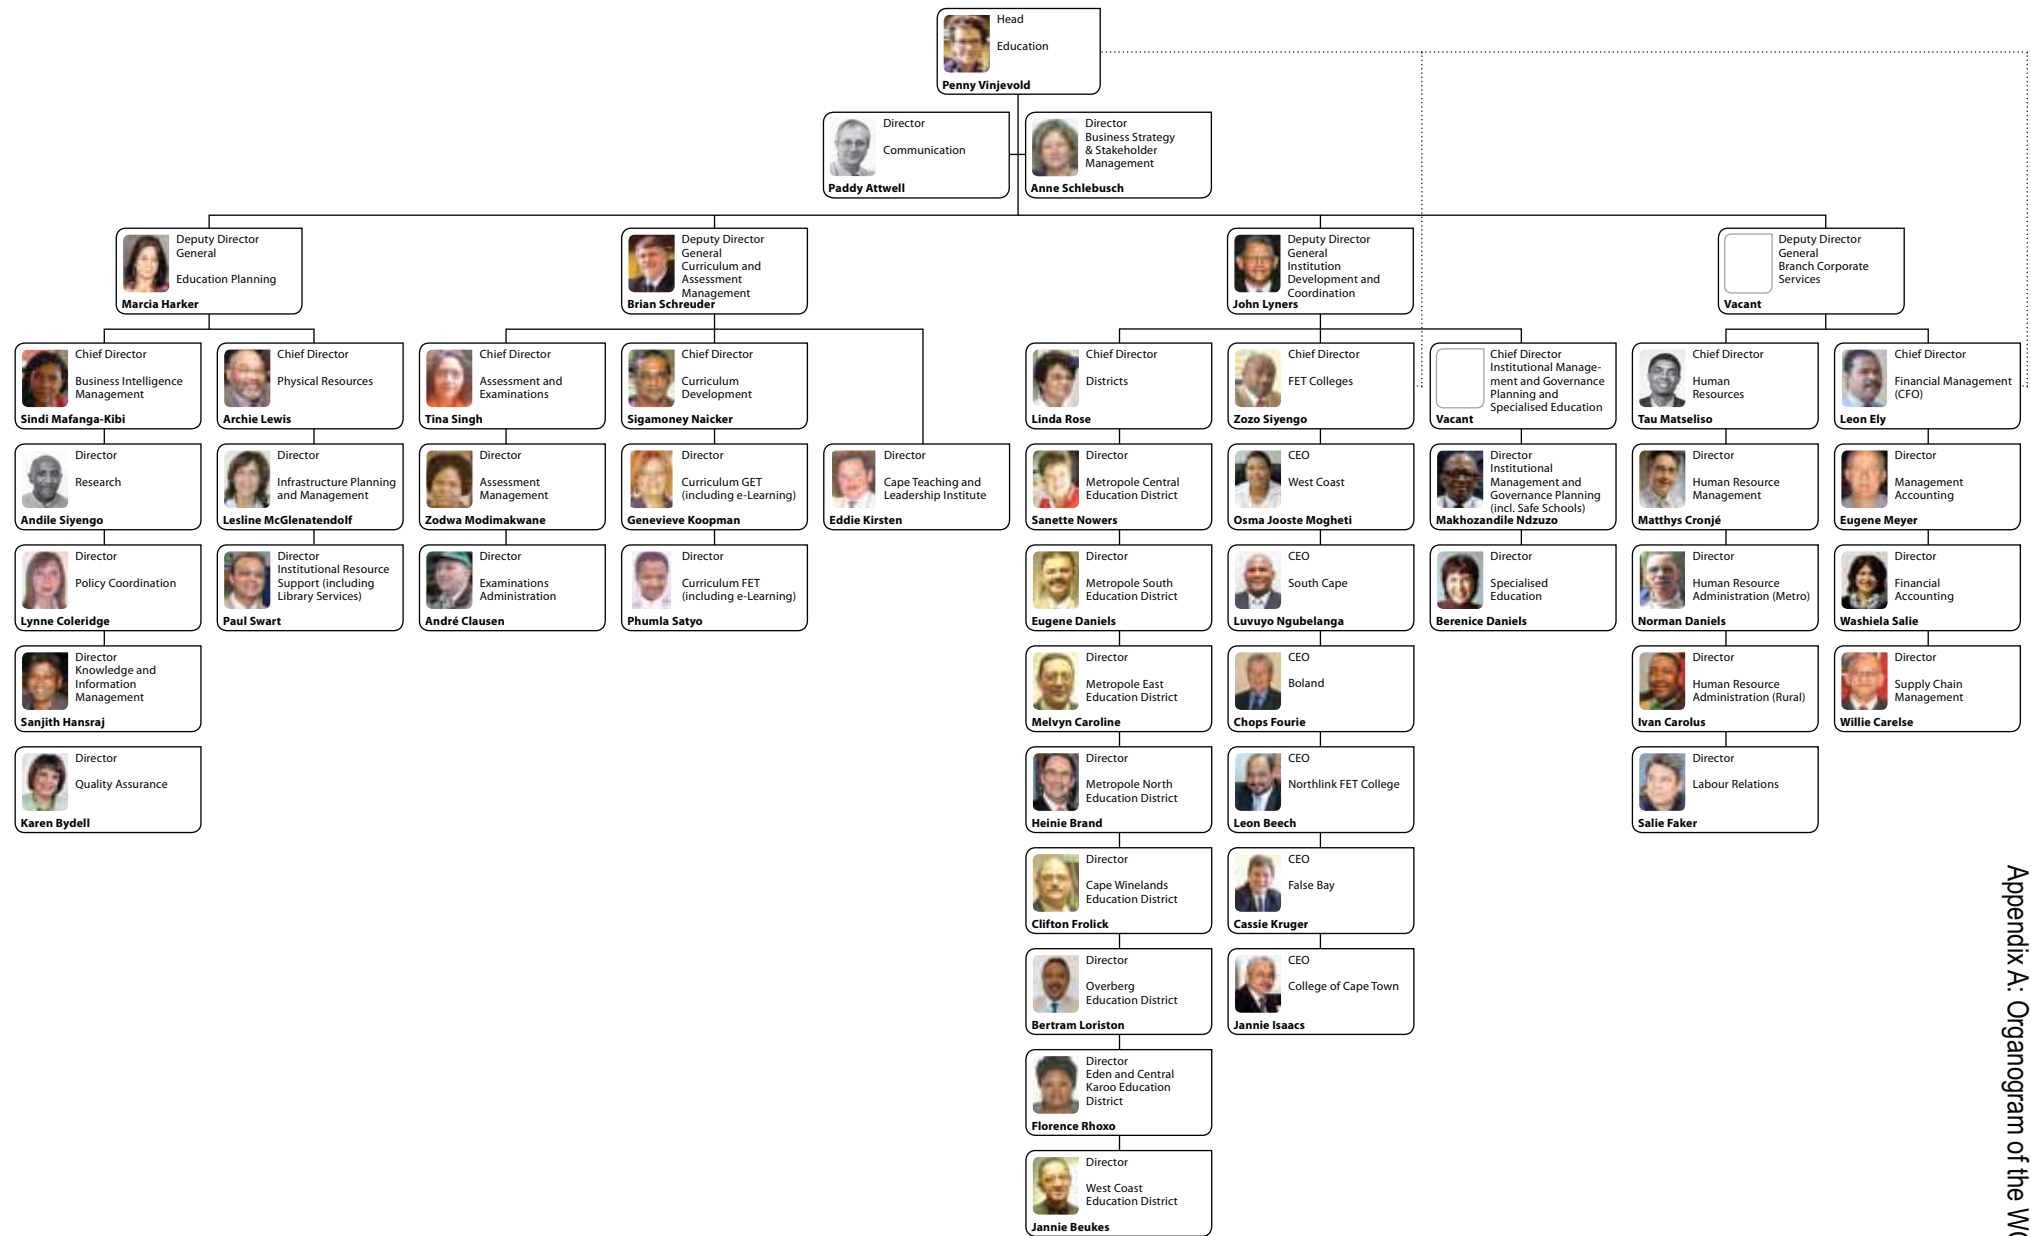 Head
Education
Penny Vinjevold
Director
Communication
Paddy Attwell
Director
Business Strategy
& Stakeholder
Management
Anne Schlebusch
Deputy Director
General
Education Planning
Marcia Harker
Deputy Director
General
Curriculum and
Assessment
Management
Brian Schreuder
Deputy Director
General
Institution
Development and
Coordination
John Lyners
Deputy Director
General
Branch Corporate
Services
Vacant
Chief Director
Business Intelligence
Management
Sindi Mafanga-Kibi
Chief Director
Physical Resources
Archie Lewis
Chief Director
Assessment and
Examinations
Tina Singh
Chief Director
Curriculum
Development
Sigamoney Naicker
Chief Director
Districts
Linda Rose
Chief Director
FET Colleges
Zozo Siyengo
Chief Director
Institutional Manage-
ment and Governance
Planning and
Specialised Education
Vacant
Chief Director
Human
Resources
Tau Matseliso
Chief Director
Financial Management
(CFO)
Leon Ely
Director
Research
Andile Siyengo
Director
Infrastructure Planning
and Management
Lesline McGlenatendolf
Director
Assessment
Management
Zodwa Modimakwane
Director
Curriculum GET
(including e-Learning)
Genevieve Koopman
Director
Cape Teaching and
Leadership Institute
Eddie Kirsten
Director
Metropole Central
Education District
Sanette Nowers
CEO
West Coast
Osma Jooste Mogheti
Director
Institutional
Management and
Governance Planning
(incl. Safe Schools)
Makhozandile Ndzuzo
Director
Human Resource
Management
Matthys Cronjé
Director
Management
Accounting
Eugene Meyer
Director
Policy Coordination
Lynne Coleridge
Director
Institutional Resource
Support (including
Library Services)
Paul Swart
Director
Examinations
Administration
André Clausen
Director
Curriculum FET
(including e-Learning)
Phumla Satyo
Director
Metropole South
Education District
Eugene Daniels
CEO
South Cape
Luvuyo Ngubelanga
Director
Specialised
Education
Berenice Daniels
Director
Human Resource
Administration (Metro)
Norman Daniels
Director
Financial
Accounting
Washiela Salie
Director
Knowledge and
Information
Management
Sanjith Hansraj
Director
Metropole East
Education District
Melvyn Caroline
CEO
Boland
Chops Fourie
Director
Human Resource
Administration (Rural)
Ivan Carolus
Director
Supply Chain
Management
Willie Carelse
Director
Quality Assurance
Karen Bydell
Director
Metropole North
Education District
Heinie Brand
CEO
Northlink FET College
Leon Beech
Director
Labour Relations
Salie Faker
Director
Cape Winelands
Education District
Clifton Frolick
CEO
False Bay
Cassie Kruger
Director
Overberg
Education District
Bertram Loriston
CEO
College of Cape Town
Jannie Isaacs
Director
Eden and Central
Karoo Education
District
Florence Rhoxo
Director
West Coast
Education District
Jannie Beukes
Appendix A: Organogram of the